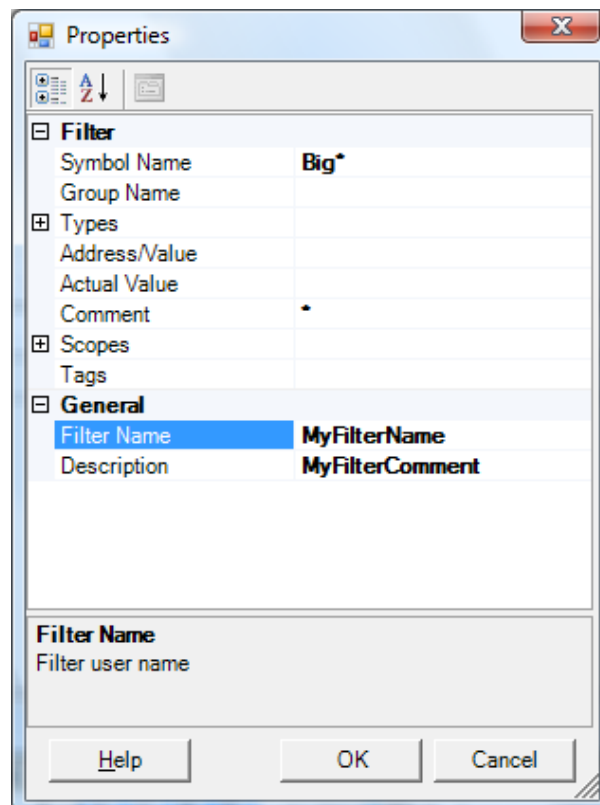 Properties
A Z
Filter
Symbol Name Big*
Group Name
Types
Address/Value
Actual Value
Comment *
Scopes
Tags
General
Filter Name MyFilterName
Description MyFilterComment
Filter Name
Filter user name
Help OK Cancel